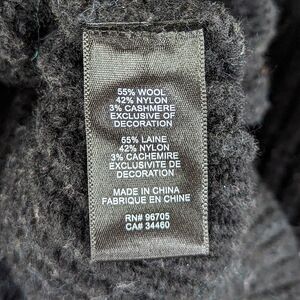 55% WOOL
42% NYLON
3% CASHMERE
EXCLUSIVE OF
DECORATION
55% LAINE
42% NYLON
3% CACHEMIRE
EXCLUSIVITE DE
DECORATION
MADE IN CHINA
FABRIQUE EN CHINE
RN# 96705
CA# 34460